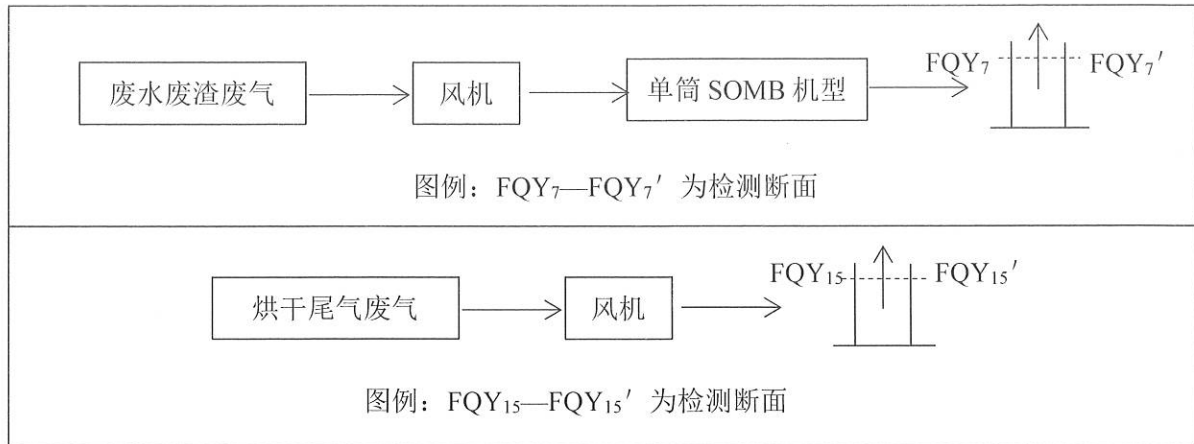 废水废渣废气 风机 单筒 SOMB 机型 FQY₇ FQY₇′
图例：FQY₇—FQY₇′ 为检测断面
烘干尾气废气 风机 FQY₁₅ FQY₁₅′
图例：FQY₁₅—FQY₁₅′ 为检测断面